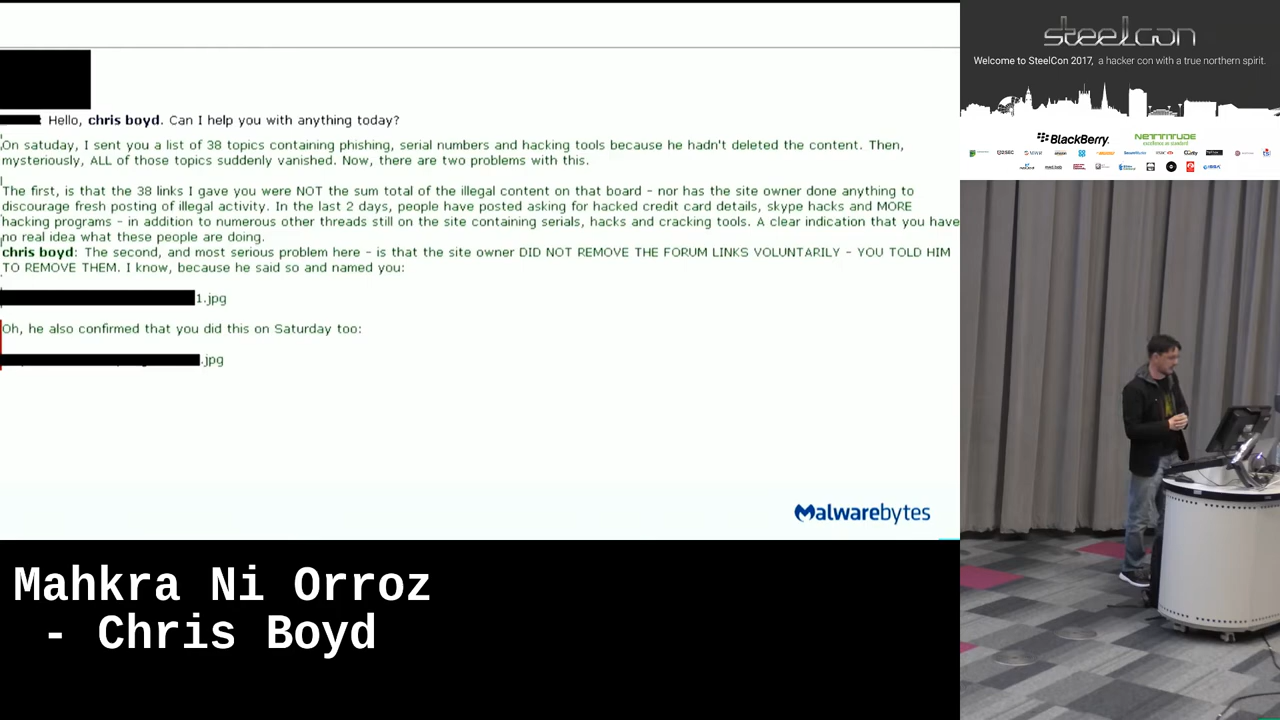 steelcon
Welcome to SteelCon 2017, a hacker con with a true northern spirit.
BlackBerry.
NETTITUDE
: Hello, chris boyd. Can I help you with anything today?
On satuday, I sent you a list of 38 topics containing phishing, serial numbers and hacking tools because he hadn't deleted the content. Then,
mysteriously, ALL of those topics suddenly vanished. Now, there are two problems with this.
The first, is that the 38 links I gave you were NOT the sum total of the illegal content on that board - nor has the site owner done anything to
discourage fresh posting of illegal activity. In the last 2 days, people have posted asking for hacked credit card details, skype hacks and MORE
hacking programs - in addition to numerous other threads still on the site containing serials, hacks and cracking tools. A clear indication that you have
no real idea what these people are doing.
chris boyd: The second, and most serious problem here - is that the site owner DID NOT REMOVE THE FORUM LINKS VOLUNTARILY - YOU TOLD HIM
TO REMOVE THEM. I know, because he said so and named you:
1.jpg
Oh, he also confirmed that you did this on Saturday too:
.jpg
Malwarebytes
Mahkra Ni Orroz
- Chris Boyd